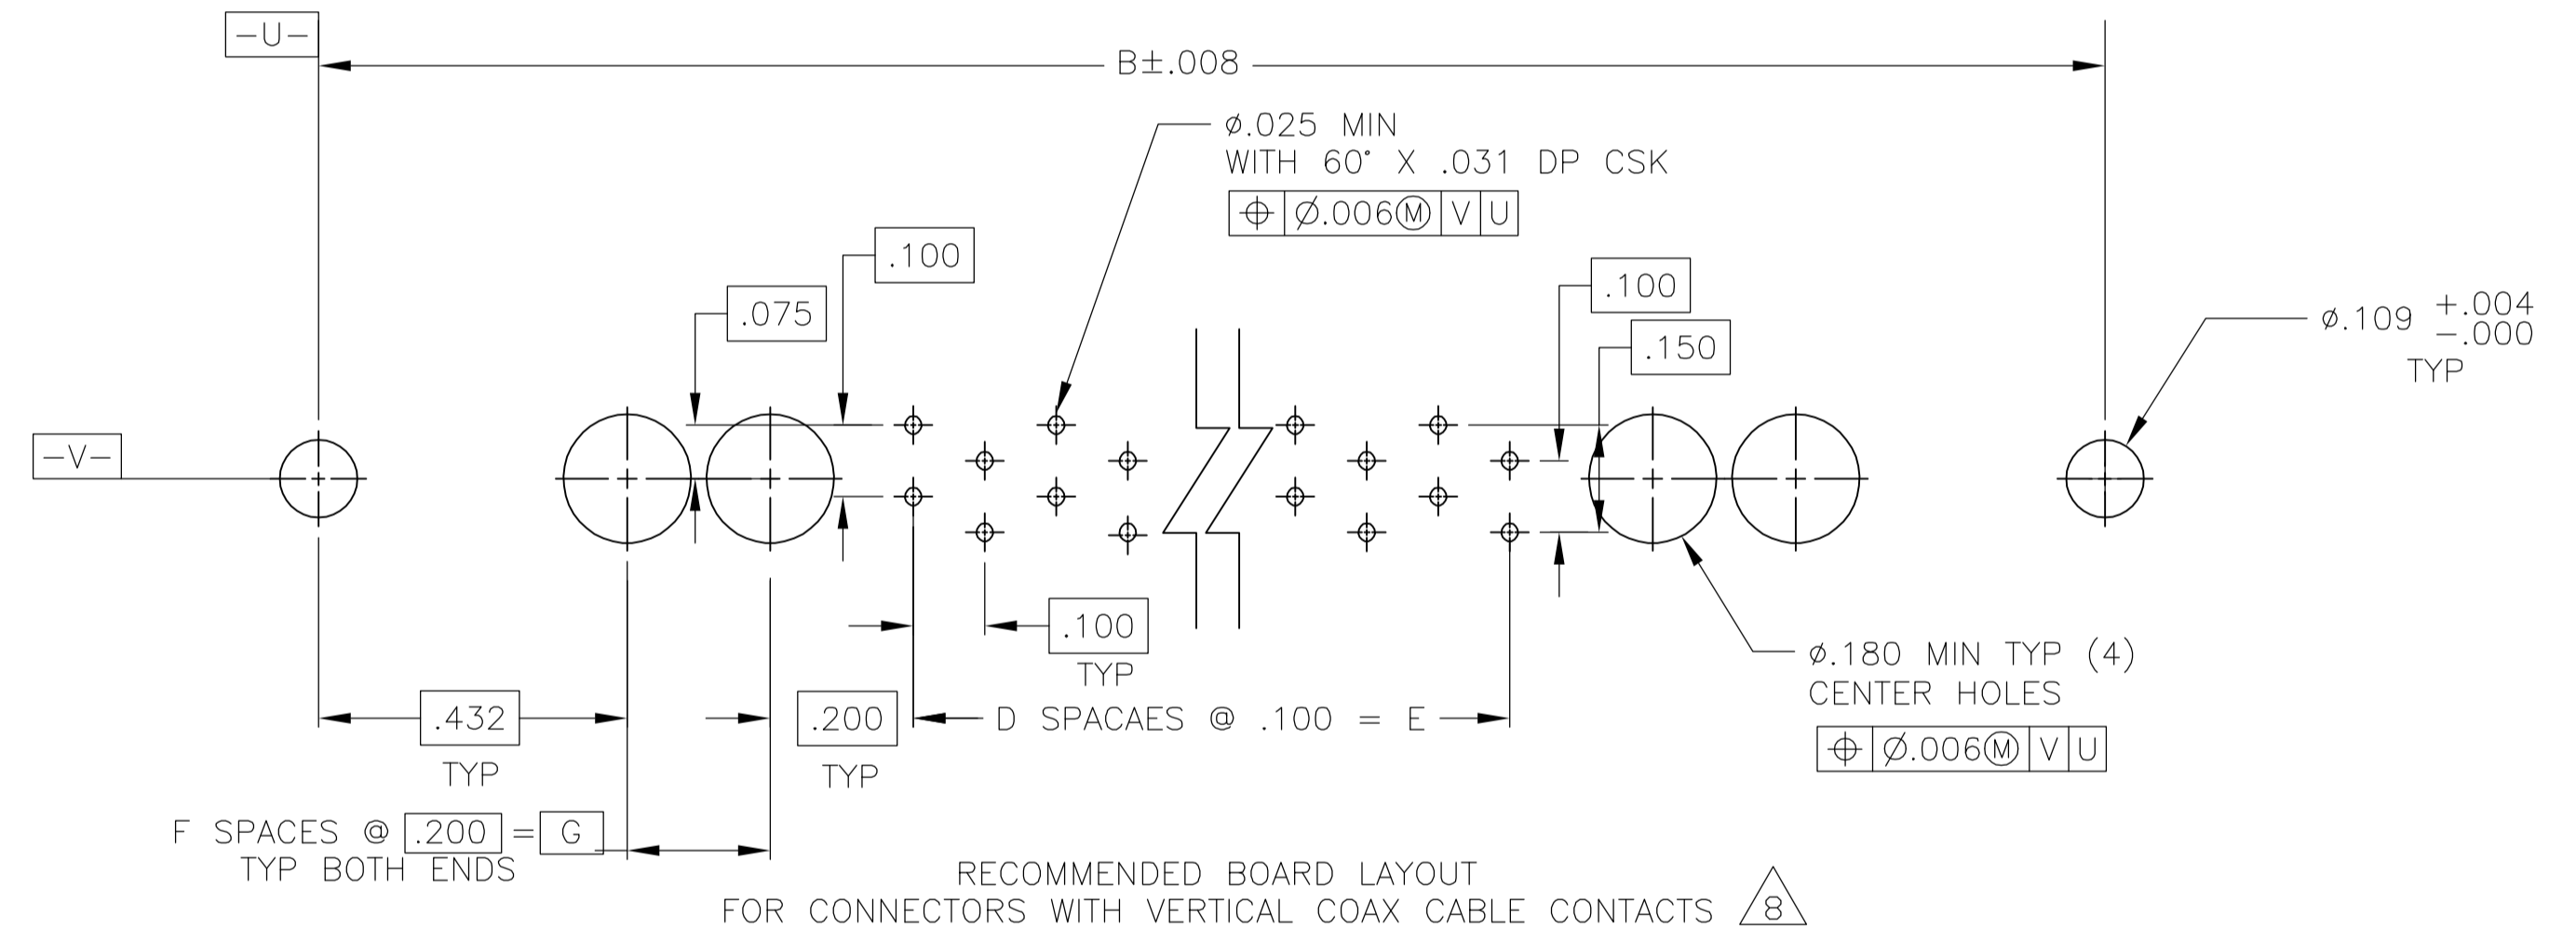 -U-
B±.008
ø.025 MIN
WITH 60° X .031 DP CSK
⌖ Ø.006Ⓜ V U
.100
.075
.100
.150
ø.109 +.004
-.000
TYP
-V-
.100
TYP
ø.180 MIN TYP (4)
CENTER HOLES
⌖ Ø.006Ⓜ V U
.432
TYP
.200
TYP
D SPACAES @ .100 = E
F SPACES @ .200 = G
TYP BOTH ENDS
RECOMMENDED BOARD LAYOUT
FOR CONNECTORS WITH VERTICAL COAX CABLE CONTACTS 8